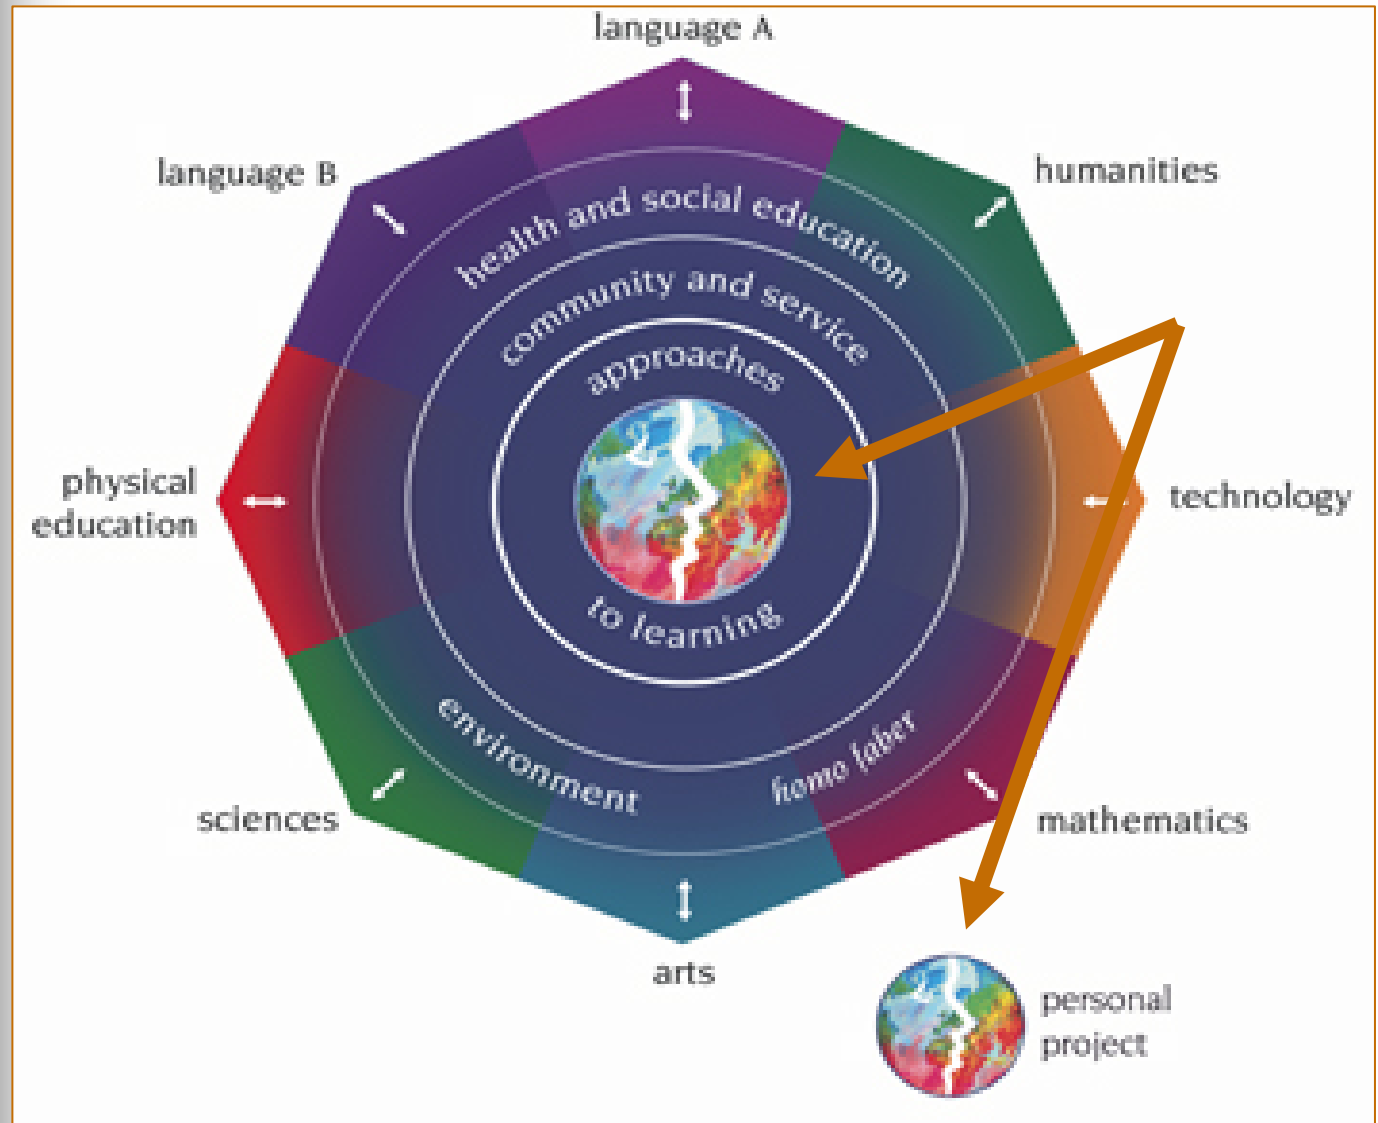 language A
language B
humanities
health and social education
community and service
approaches
physical
education
technology
to learning
environment
homo faber
sciences
mathematics
arts
personal
project